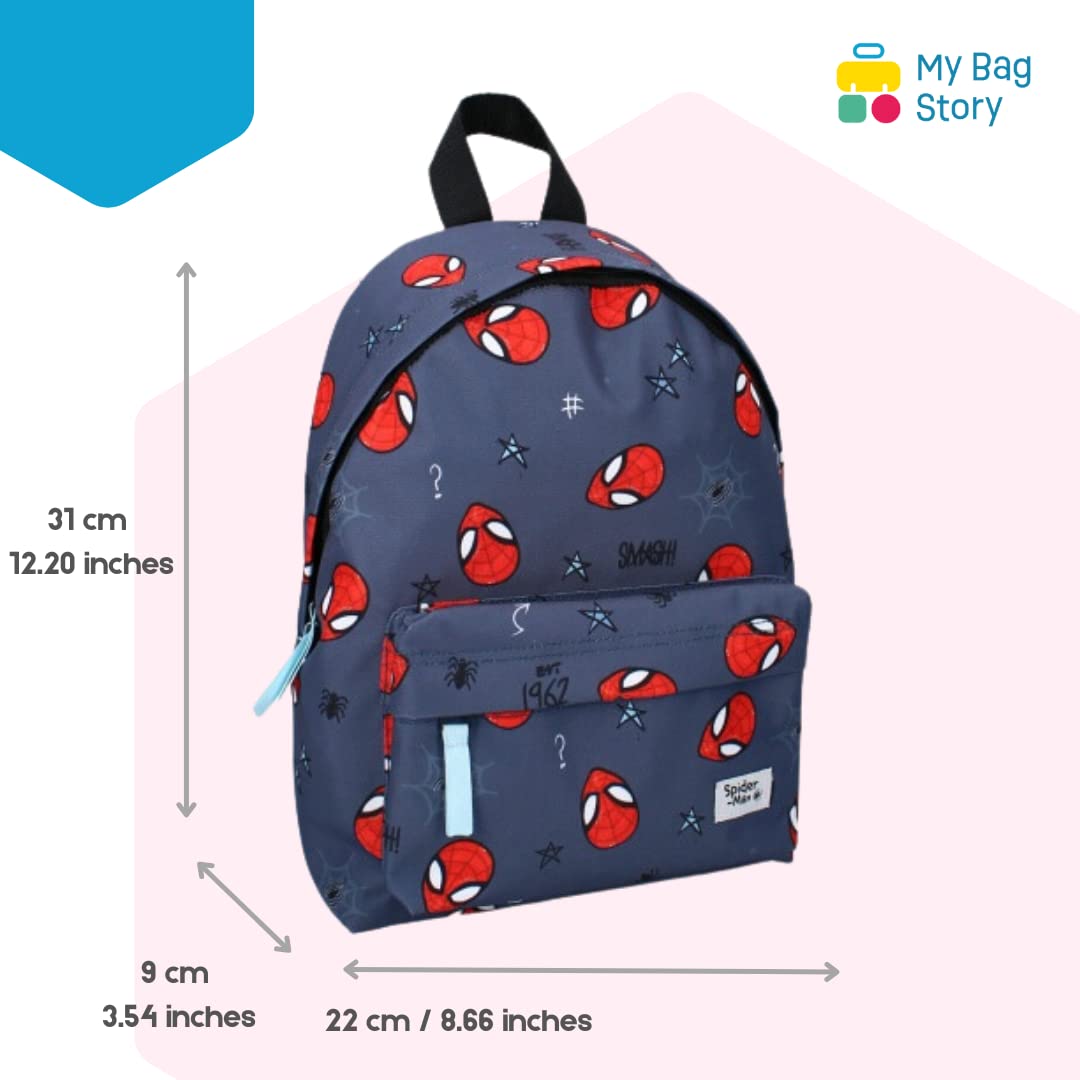 My Bag
Story
31 cm
12.20 inches
#
?
SMASH!
EST.
1962
?
Spider
-Man
H!
9 cm
3.54 inches
22 cm / 8.66 inches